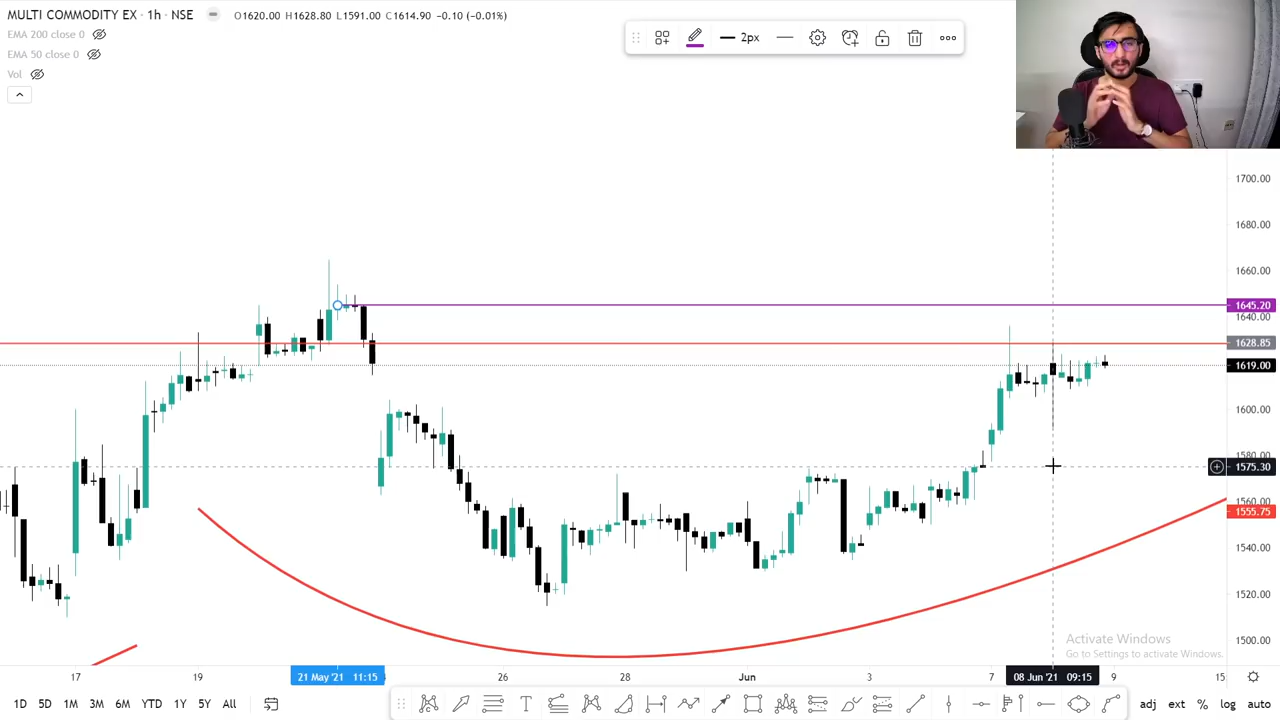 MULTI COMMODITY EX · 1h · NSE O1620.00 H1628.80 L1591.00 C1614.90 −0.10 (−0.01%)
EMA 200 close 0
EMA 50 close 0
Vol
2px
1700.00
1680.00
1660.00
1645.20
1640.00
1628.85
1619.00
1600.00
1580.00
1575.30
1560.00
1555.75
1540.00
1520.00
1500.00
Activate Windows
Go to Settings to activate Windows.
17 19 21 May '21 11:15 26 28 Jun 3 7 08 Jun '21 09:15 9 15
1D 5D 1M 3M 6M YTD 1Y 5Y All adj ext % log auto